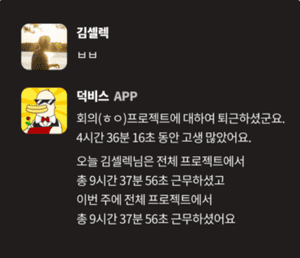 김셀렉
ㅂㅂ
덕비스 APP
회의(ㅎㅇ)프로젝트에 대하여 퇴근하셨군요.
4시간 36분 16초 동안 고생 많았어요.
오늘 김셀렉님은 전체 프로젝트에서
총 9시간 37분 56초 근무하셨고
이번 주에 전체 프로젝트에서
총 9시간 37분 56초 근무하셨어요